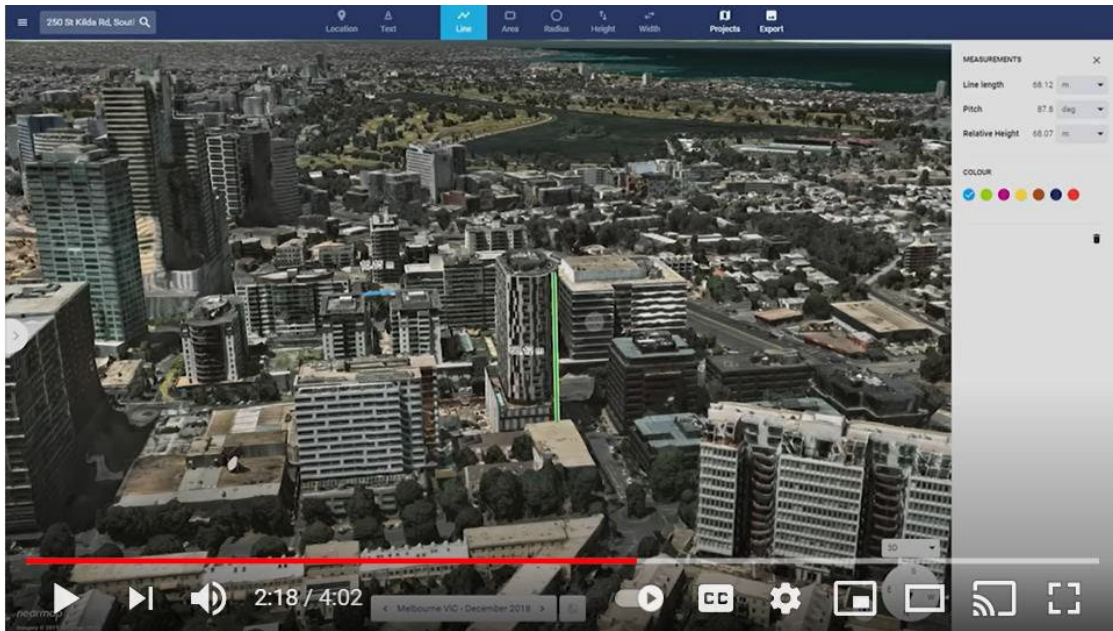 250 St Kilda Rd, Sout
Location
Text
Line
Area
Radius
Height
Width
Projects
Export
MEASUREMENTS
Line length 68.12 m
Pitch 87.8 deg
Relative Height 68.07 m
COLOUR
3D
2:18 / 4:02
CC
nearmap
Melbourne VIC - December 2018
E
W